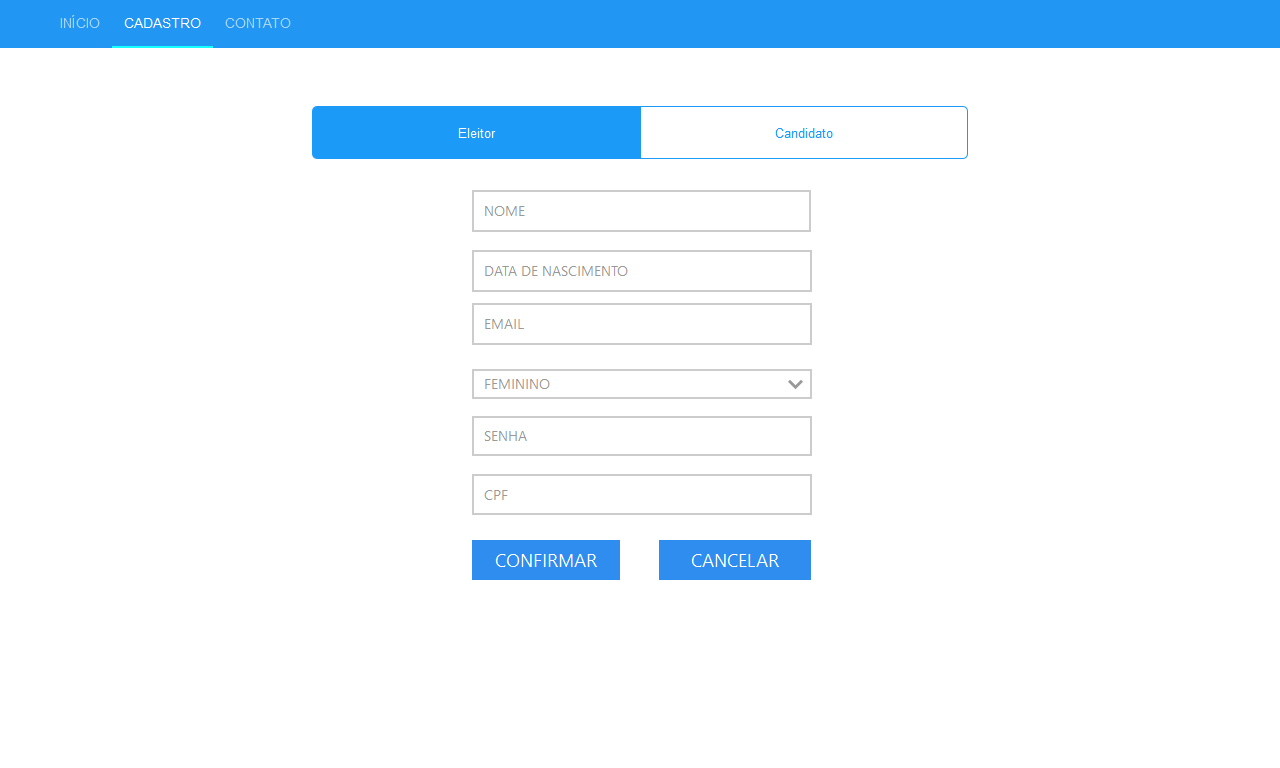 INÍCIO CADASTRO CONTATO
Eleitor Candidato
NOME
DATA DE NASCIMENTO
EMAIL
FEMININO
SENHA
CPF
CONFIRMAR CANCELAR